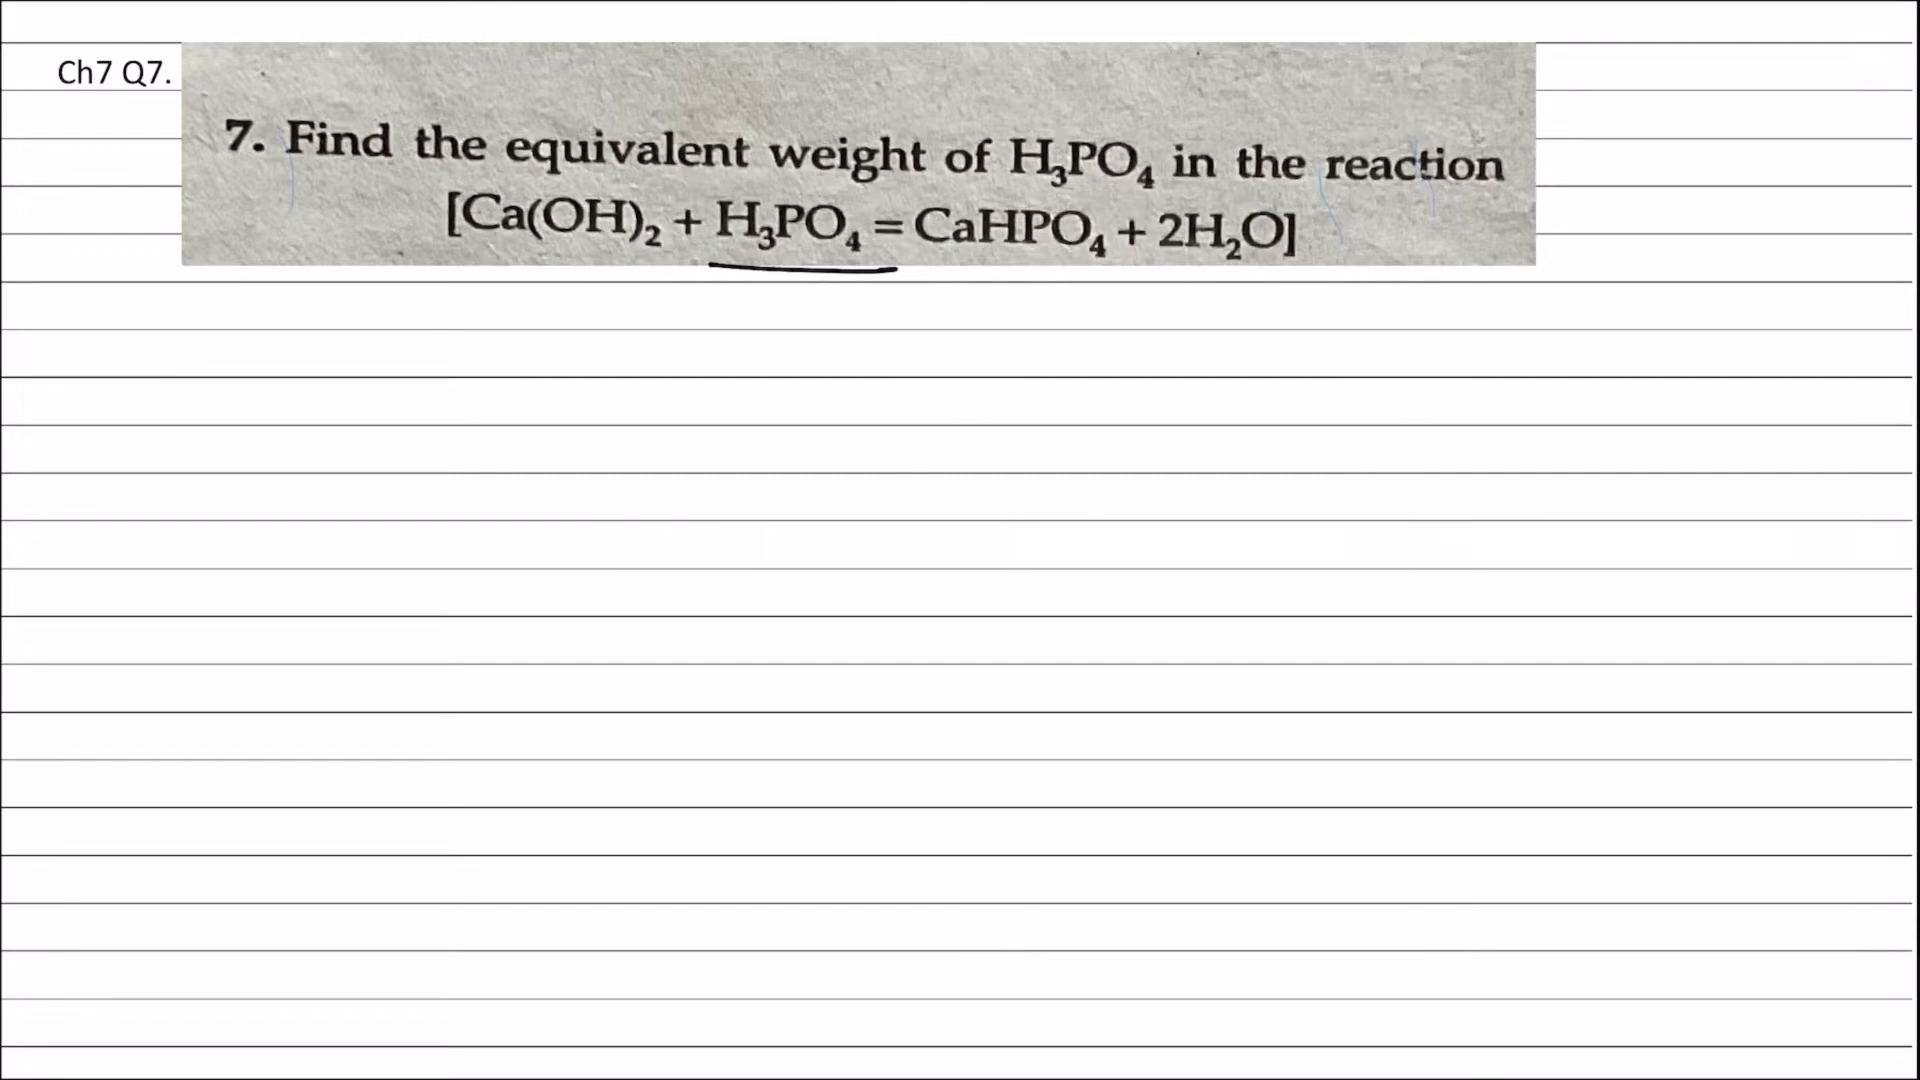 Ch7 Q7.
7. Find the equivalent weight of H₃PO₄ in the reaction
[Ca(OH)₂ + H₃PO₄ = CaHPO₄ + 2H₂O]